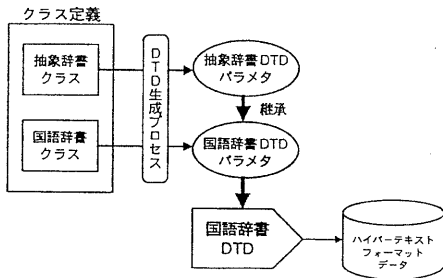 クラス定義
抽象辞書
クラス
国語辞書
クラス
DTD生成プロセス
抽象辞書DTD
パラメタ
継承
国語辞書DTD
パラメタ
国語辞書
DTD
ハイパーテキスト
フォーマット
データ